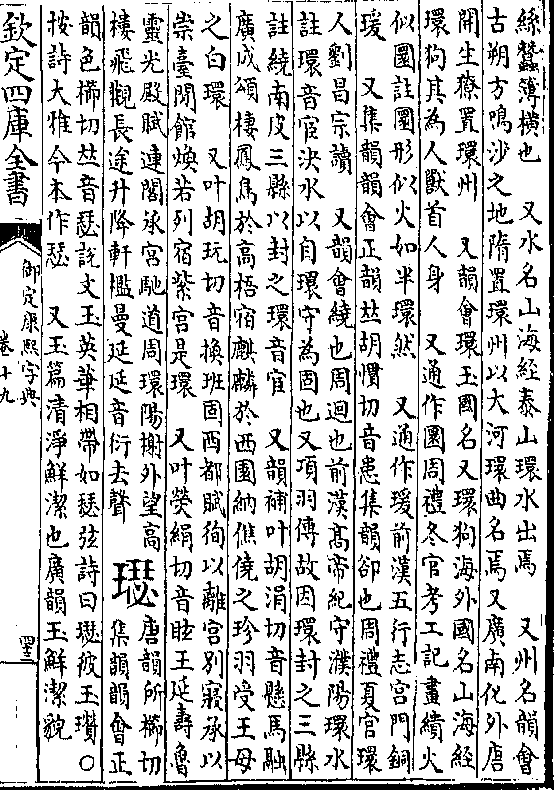 絲蠶簿橫也　又水名山海經泰山環水出焉　又州名韻會
古朔方鳴沙之地隋置環州以大河環曲名焉又廣南化外唐
開生獠置環州　又韻會環王國名又環狗海外國名山海經
環狗其為人獸首人身　又通作圜周禮冬官考工記畫繢火
似圜註圜形似火如半環然　又通作瑗前漢五行志宮門銅
瑗　又集韻韻會正韻𠀤胡慣切音患集韻卻也周禮夏官環
人劉昌宗讀　又韻會繞也周迴也前漢高帝紀守濮陽環水
註環音宦決水以自環守為固也又項羽傳故因環封之三縣
註繞南皮三縣以封之環音宦　又韻補叶胡涓切音懸馬融
廣成頌棲鳳鳥於高梧宿麒麟於西園納僬僥之珍羽受王母
之白環　又叶胡玩切音換班固西都賦徇以離宮別寢承以
崇臺閒館煥若列宿紫宮是環　又叶熒絹切音眩王延壽魯
靈光殿賦連閣承宮馳道周環陽榭外望高
樓飛觀長途升降軒檻曼延延音衍去聲　璱　唐韻所櫛切
集韻韻會正
韻色櫛切𠀤音瑟說文玉英華相帶如瑟弦詩曰璱彼玉瓚○
按詩大雅今本作瑟　又玉篇清淨鮮潔也廣韻玉鮮潔貌
欽定四庫全書
御定康熙字典
卷十九